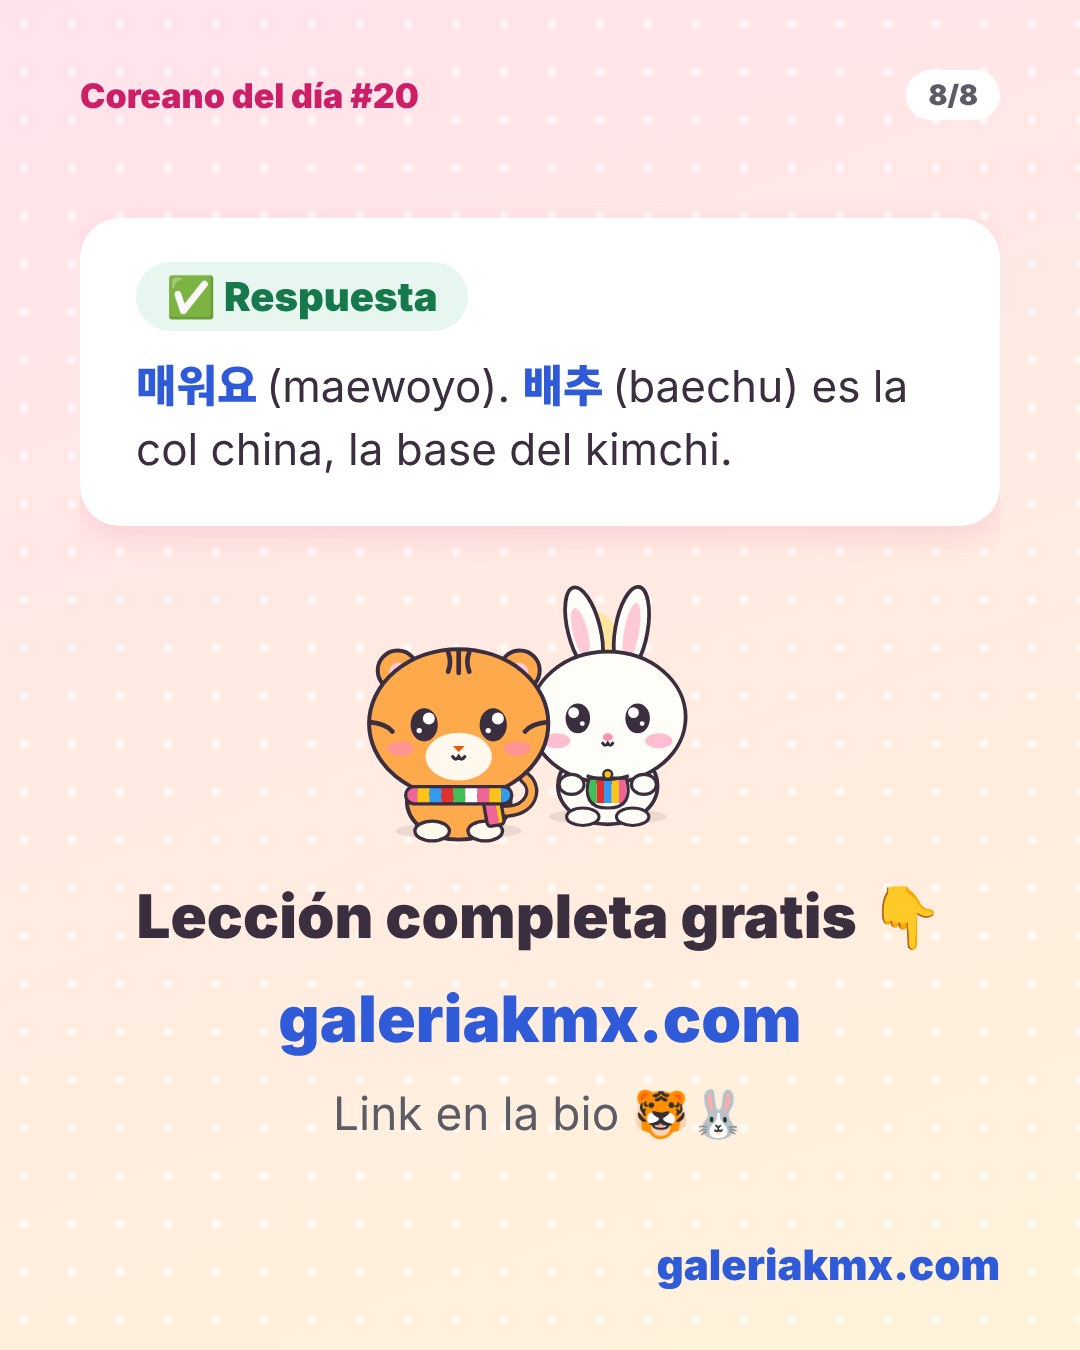 Coreano del día #20
8/8
✅ Respuesta
매워요 (maewoyo). 배추 (baechu) es la
col china, la base del kimchi.
Lección completa gratis 👇
galeriakmx.com
Link en la bio 🐯🐰
galeriakmx.com